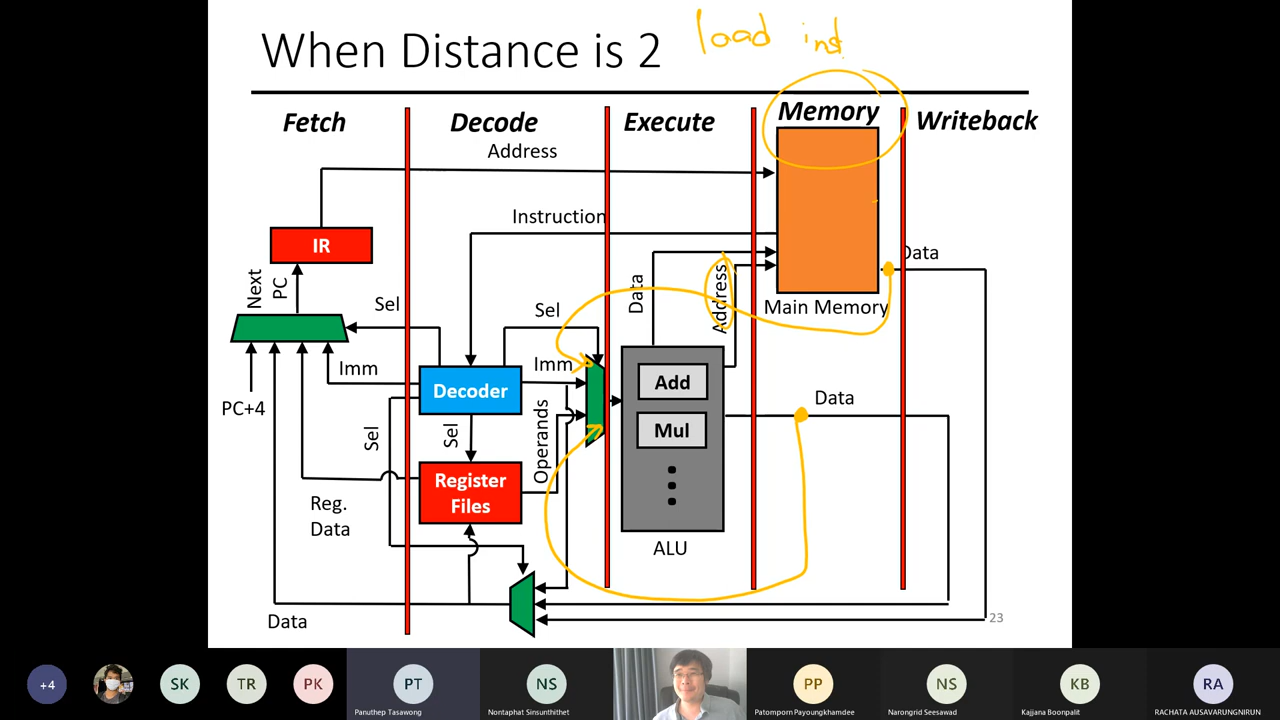 When Distance is 2
load inst
Fetch
Decode
Execute
Memory
Writeback
Address
Instruction
IR
Data
Next
PC
Sel
Sel
Data
Address
Main Memory
Imm
Imm
Decoder
Add
Data
PC+4
Sel
Sel
Operands
Mul
Register
Files
Reg.
Data
ALU
Data
23
+4
SK
TR
PK
PT
NS
PP
NS
KB
RA
Panuthep Tasawong
Nontaphat Sinsunthithet
Patomporn Payoungkhamdee
Narongrid Seesawad
Kajjana Boonpalit
RACHATA AUSAVARUNGNIRUN